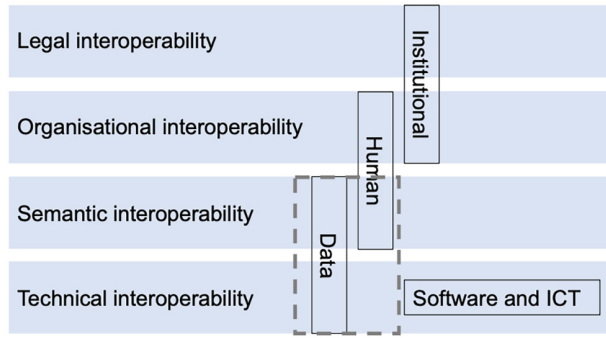 Legal interoperability
Institutional
Organisational interoperability
Human
Semantic interoperability
Data
Technical interoperability
Software and ICT